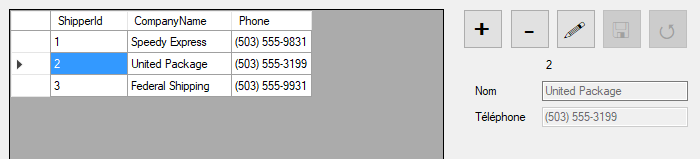 ShipperId CompanyName Phone
1 Speedy Express (503) 555-9831
2 United Package (503) 555-3199
3 Federal Shipping (503) 555-9931
+ -
2
Nom United Package
Téléphone (503) 555-3199